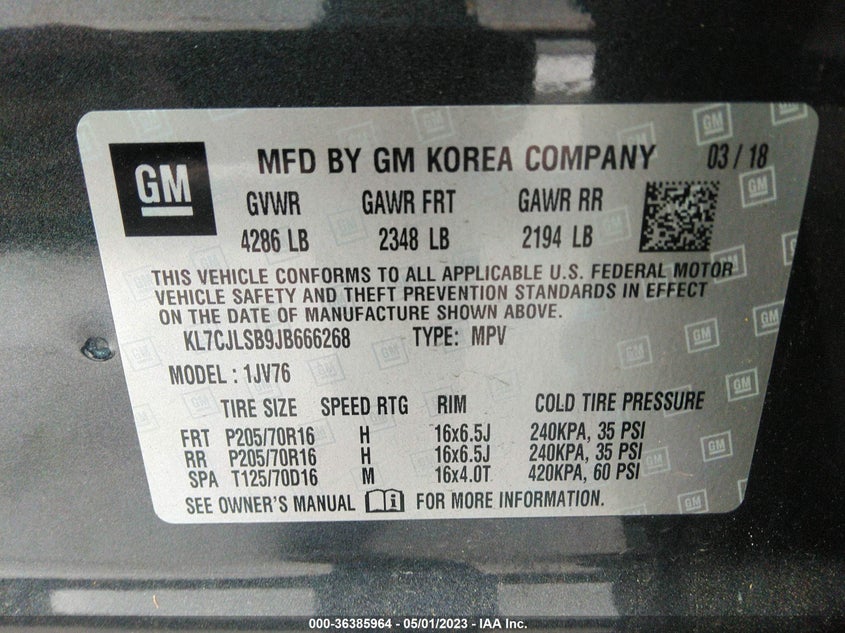 GM
MFD BY GM KOREA COMPANY 03 / 18
GVWR GAWR FRT GAWR RR
4286 LB 2348 LB 2194 LB
THIS VEHICLE CONFORMS TO ALL APPLICABLE U.S. FEDERAL MOTOR
VEHICLE SAFETY AND THEFT PREVENTION STANDARDS IN EFFECT
ON THE DATE OF MANUFACTURE SHOWN ABOVE.
KL7CJLSB9JB666268 TYPE: MPV
MODEL : 1JV76
TIRE SIZE SPEED RTG RIM COLD TIRE PRESSURE
FRT P205/70R16 H 16x6.5J 240KPA, 35 PSI
RR P205/70R16 H 16x6.5J 240KPA, 35 PSI
SPA T125/70D16 M 16x4.0T 420KPA, 60 PSI
SEE OWNER'S MANUAL FOR MORE INFORMATION.
000-36385964 - 05/01/2023 - IAA Inc.